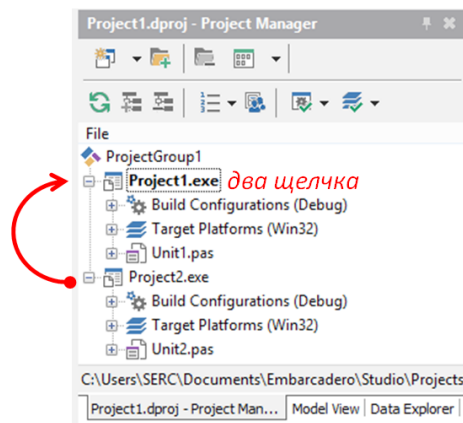 Project1.dproj - Project Manager
File
ProjectGroup1
Project1.exe два щелчка
Build Configurations (Debug)
Target Platforms (Win32)
Unit1.pas
Project2.exe
Build Configurations (Debug)
Target Platforms (Win32)
Unit2.pas
C:\Users\SERC\Documents\Embarcadero\Studio\Projects
Project1.dproj - Project Man... Model View Data Explorer